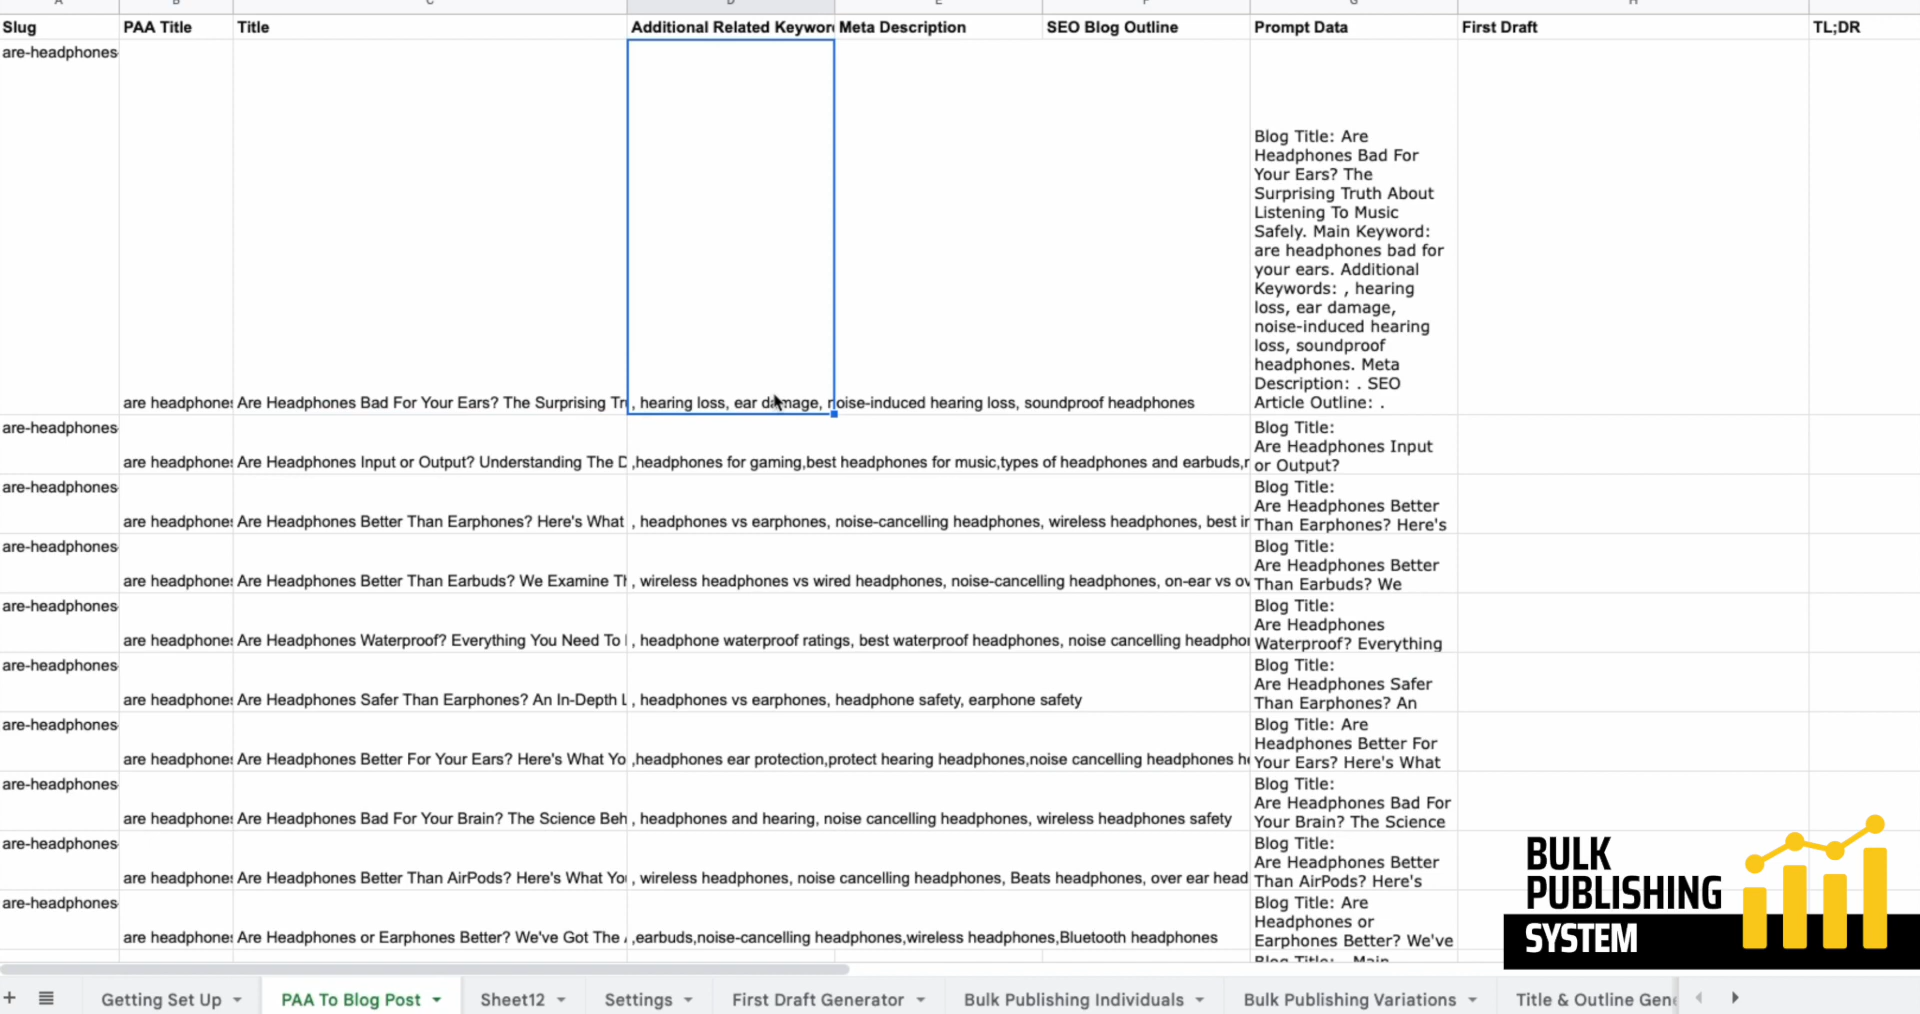 A B C D E F G H
Slug PAA Title Title Additional Related Keywor Meta Description SEO Blog Outline Prompt Data First Draft TL;DR
are-headphones-
are headphones Are Headphones Bad For Your Ears? The Surprising Tru , hearing loss, ear damage, noise-induced hearing loss, soundproof headphones
Blog Title: Are
Headphones Bad For
Your Ears? The
Surprising Truth About
Listening To Music
Safely. Main Keyword:
are headphones bad for
your ears. Additional
Keywords: , hearing
loss, ear damage,
noise-induced hearing
loss, soundproof
headphones. Meta
Description: . SEO
Article Outline: .
are-headphones-
are headphones Are Headphones Input or Output? Understanding The D ,headphones for gaming,best headphones for music,types of headphones and earbuds,
Blog Title:
Are Headphones Input
or Output?
are-headphones-
are headphones Are Headphones Better Than Earphones? Here's What , headphones vs earphones, noise-cancelling headphones, wireless headphones, best
Blog Title:
Are Headphones Better
Than Earphones? Here's
are-headphones-
are headphones Are Headphones Better Than Earbuds? We Examine Th , wireless headphones vs wired headphones, noise-cancelling headphones, on-ear vs ov
Blog Title:
Are Headphones Better
Than Earbuds? We
are-headphones-
are headphones Are Headphones Waterproof? Everything You Need To , headphone waterproof ratings, best waterproof headphones, noise cancelling headpho
Blog Title:
Are Headphones
Waterproof? Everything
are-headphones-
are headphones Are Headphones Safer Than Earphones? An In-Depth L , headphones vs earphones, headphone safety, earphone safety
Blog Title:
Are Headphones Safer
Than Earphones? An
are-headphones-
are headphones Are Headphones Better For Your Ears? Here's What Yo ,headphones ear protection,protect hearing headphones,noise cancelling headphones he
Blog Title: Are
Headphones Better For
Your Ears? Here's What
are-headphones-
are headphones Are Headphones Bad For Your Brain? The Science Beh , headphones and hearing, noise cancelling headphones, wireless headphones safety
Blog Title:
Are Headphones Bad For
Your Brain? The Science
are-headphones-
are headphones Are Headphones Better Than AirPods? Here's What You , wireless headphones, noise cancelling headphones, Beats headphones, over ear head
Blog Title:
Are Headphones Better
Than AirPods? Here's
are-headphones-
are headphones Are Headphones or Earphones Better? We've Got The ,earbuds,noise-cancelling headphones,wireless headphones,Bluetooth headphones
Blog Title: Are
Headphones or
Earphones Better? We've
Blog Title: . Main
BULK
PUBLISHING
SYSTEM
+ Getting Set Up PAA To Blog Post Sheet12 Settings First Draft Generator Bulk Publishing Individuals Bulk Publishing Variations Title & Outline Gen